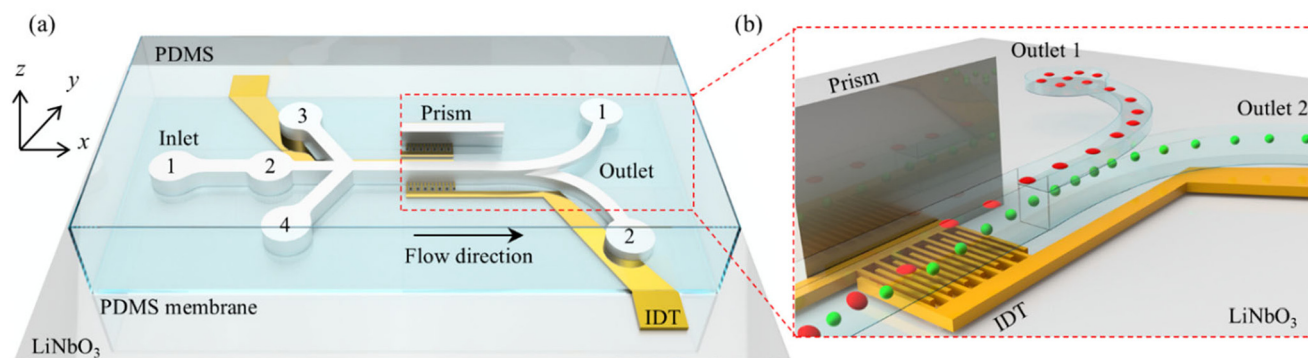 (a)
PDMS
z
y
x
Inlet
1
2
3
4
Prism
1
Outlet
2
Flow direction
PDMS membrane
IDT
LiNbO₃
(b)
Prism
Outlet 1
Outlet 2
IDT
LiNbO₃